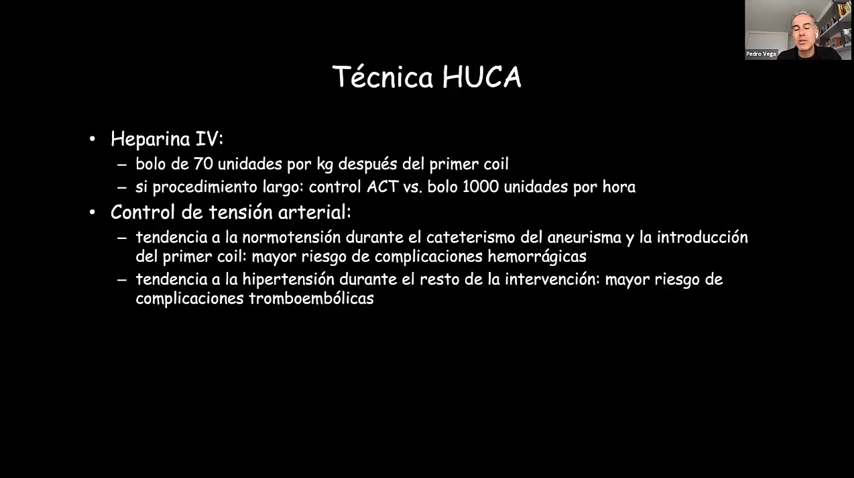 Pedro Vega
Técnica HUCA
• Heparina IV:
– bolo de 70 unidades por kg después del primer coil
– si procedimiento largo: control ACT vs. bolo 1000 unidades por hora
• Control de tensión arterial:
– tendencia a la normotensión durante el cateterismo del aneurisma y la introducción
del primer coil: mayor riesgo de complicaciones hemorrágicas
– tendencia a la hipertensión durante el resto de la intervención: mayor riesgo de
complicaciones tromboembólicas